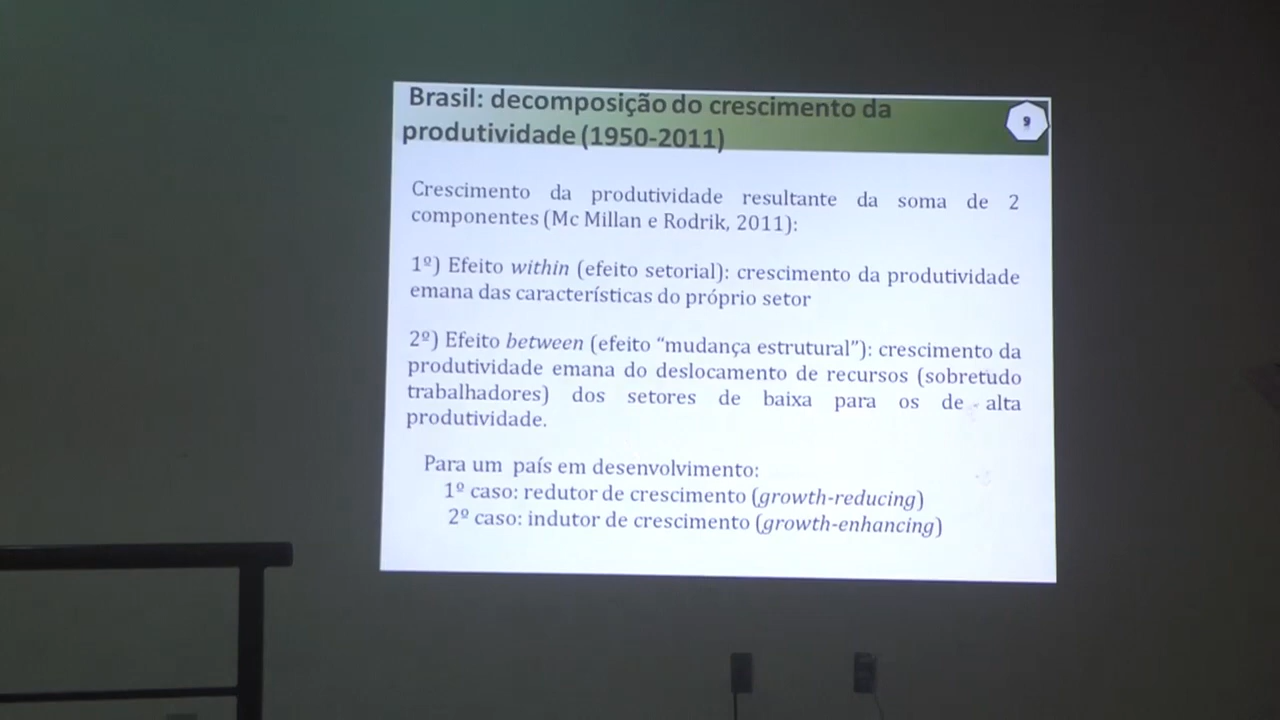 Brasil: decomposição do crescimento da
produtividade (1950-2011)
9
Crescimento da produtividade resultante da soma de 2
componentes (Mc Millan e Rodrik, 2011):
1º) Efeito within (efeito setorial): crescimento da produtividade
emana das características do próprio setor
2º) Efeito between (efeito “mudança estrutural”): crescimento da
produtividade emana do deslocamento de recursos (sobretudo
trabalhadores) dos setores de baixa para os de alta
produtividade.
Para um país em desenvolvimento:
1º caso: redutor de crescimento (growth-reducing)
2º caso: indutor de crescimento (growth-enhancing)